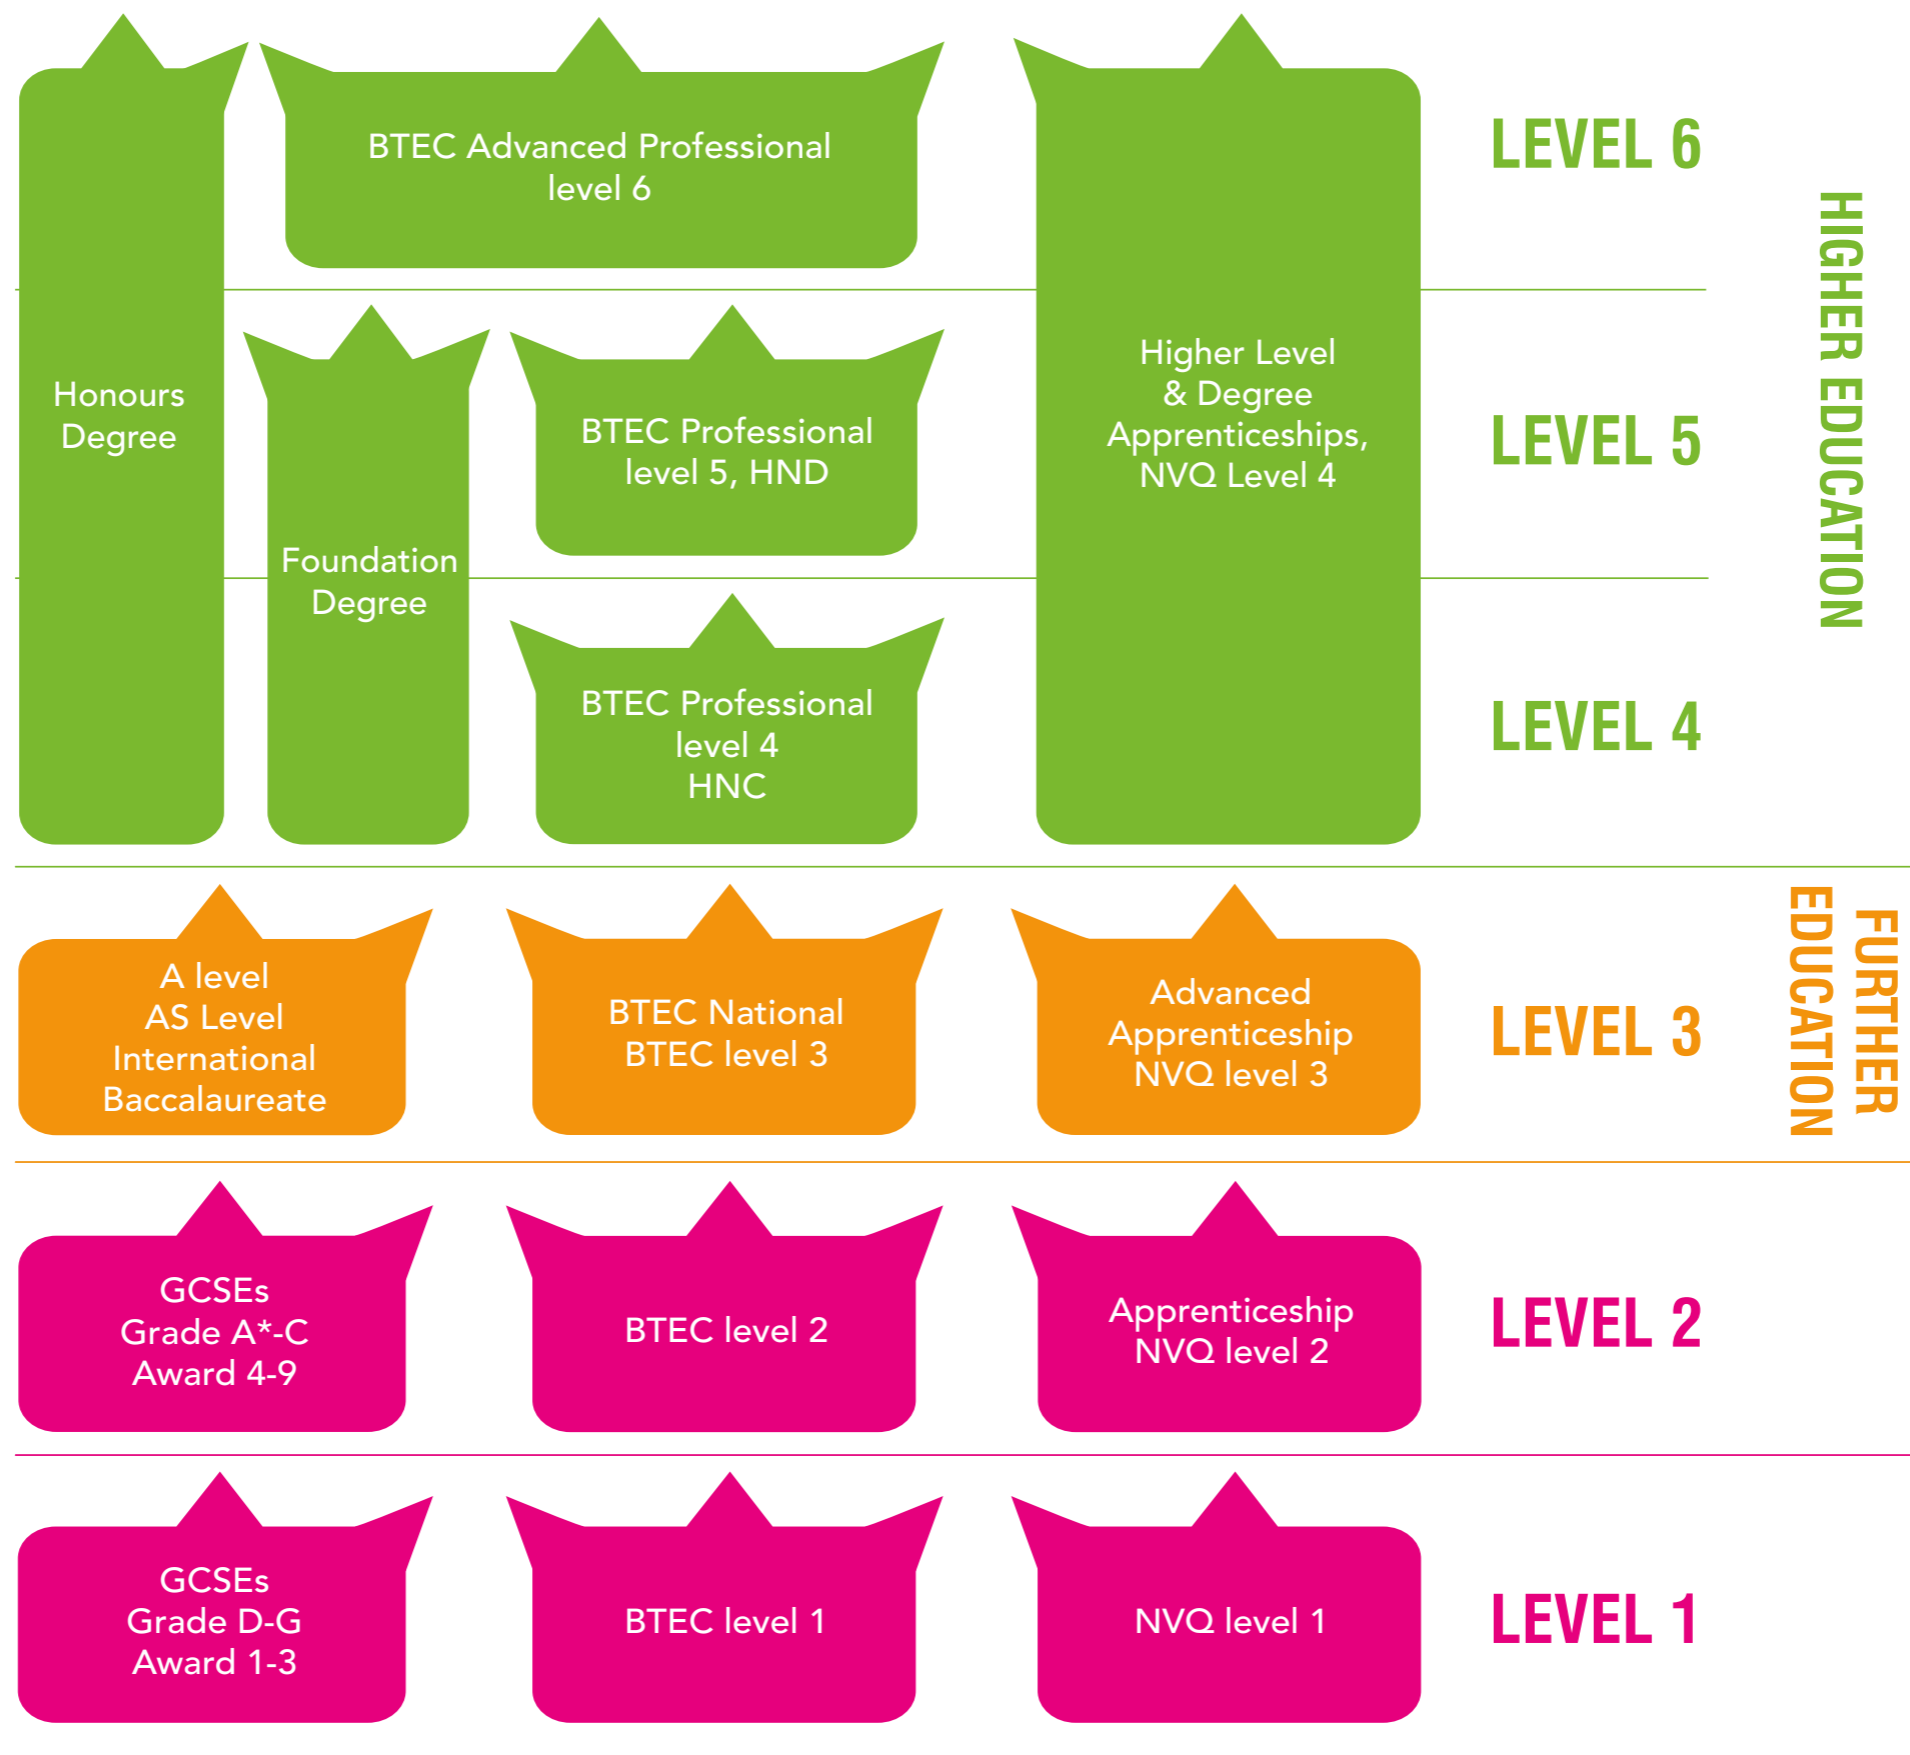 BTEC Advanced Professional
level 6
LEVEL 6
HIGHER EDUCATION
Honours
Degree
Foundation
Degree
BTEC Professional
level 5, HND
Higher Level
& Degree
Apprenticeships,
NVQ Level 4
LEVEL 5
BTEC Professional
level 4
HNC
LEVEL 4
A level
AS Level
International
Baccalaureate
BTEC National
BTEC level 3
Advanced
Apprenticeship
NVQ level 3
LEVEL 3
FURTHER
EDUCATION
GCSEs
Grade A*-C
Award 4-9
BTEC level 2
Apprenticeship
NVQ level 2
LEVEL 2
GCSEs
Grade D-G
Award 1-3
BTEC level 1
NVQ level 1
LEVEL 1